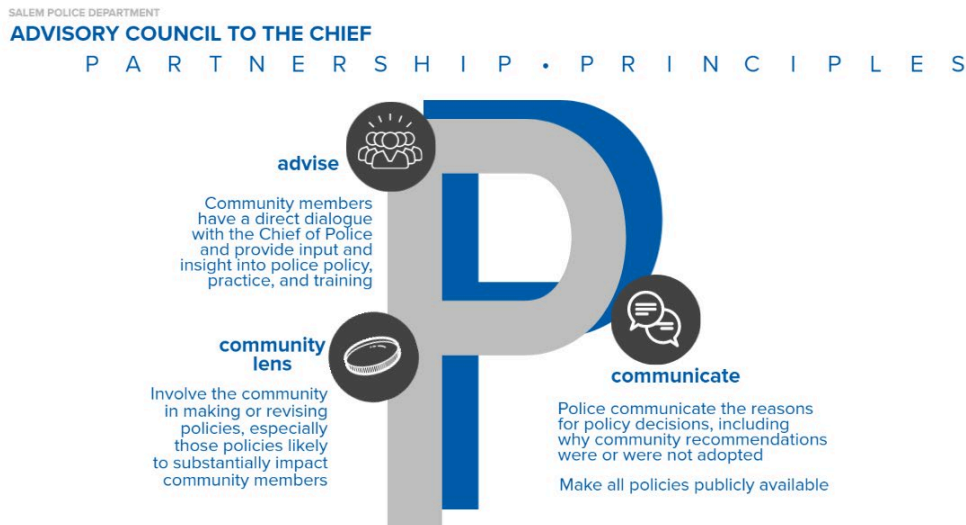 SALEM POLICE DEPARTMENT
ADVISORY COUNCIL TO THE CHIEF
PARTNERSHIP • PRINCIPLES
advise
Community members
have a direct dialogue
with the Chief of Police
and provide input and
insight into police policy,
practice, and training
community
lens
Involve the community
in making or revising
policies, especially
those policies likely
to substantially impact
community members
communicate
Police communicate the reasons
for policy decisions, including
why community recommendations
were or were not adopted
Make all policies publicly available